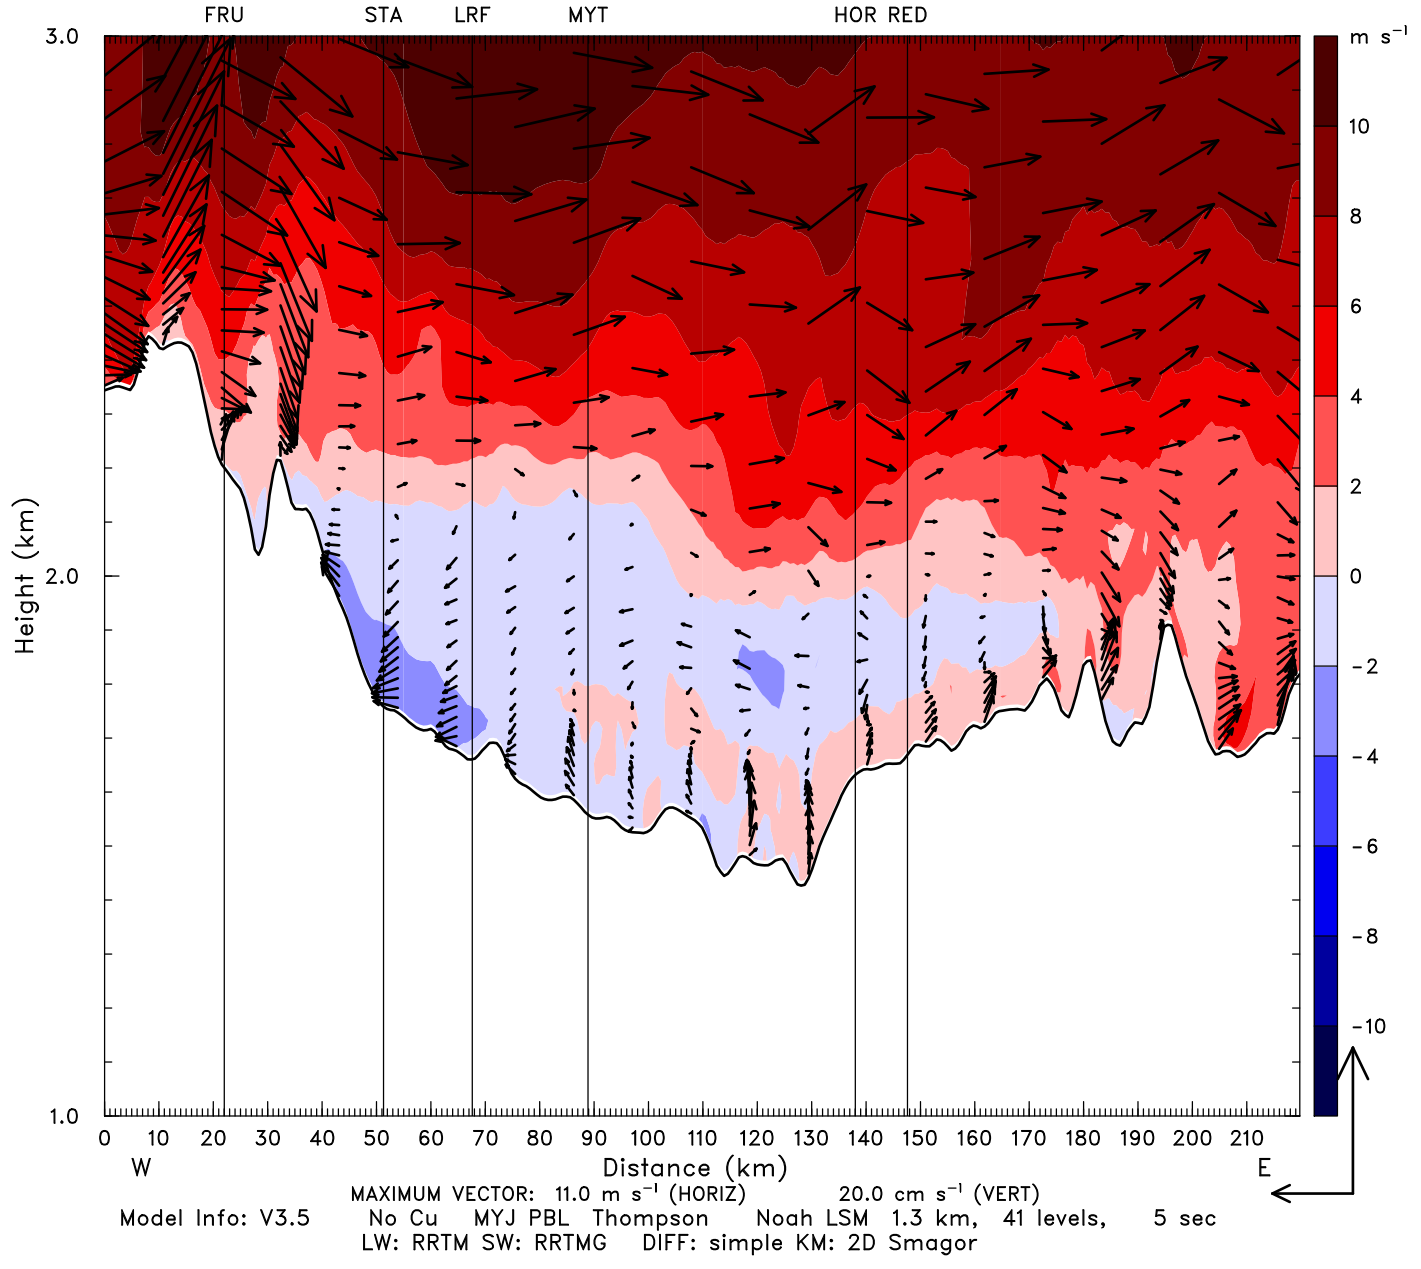 FRU STA LRF MYT HOR RED
3.0
m s⁻¹
10
8
6
4
2
Height (km)
2.0
0
-2
-4
-6
-8
-10
1.0
0 10 20 30 40 50 60 70 80 90 100 110 120 130 140 150 160 170 180 190 200 210
W Distance (km) E
MAXIMUM VECTOR: 11.0 m s⁻¹ (HORIZ) 20.0 cm s⁻¹ (VERT)
Model Info: V3.5 No Cu MYJ PBL Thompson Noah LSM 1.3 km, 41 levels, 5 sec
LW: RRTM SW: RRTMG DIFF: simple KM: 2D Smagor